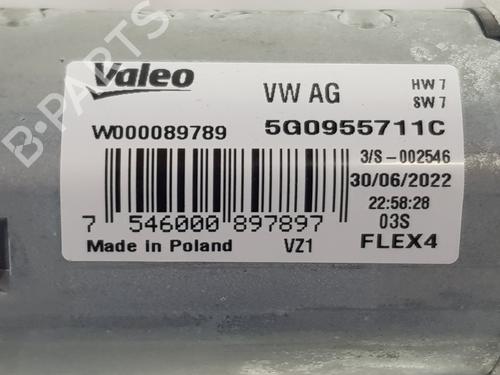 Valeo
VW AG
HW 7
SW 7
W000089789
5G0955711C
3/S-002546
30/06/2022
22:58:28
7 546000 897897
03S
Made in Poland
VZ1
FLEX4
B-PARTS